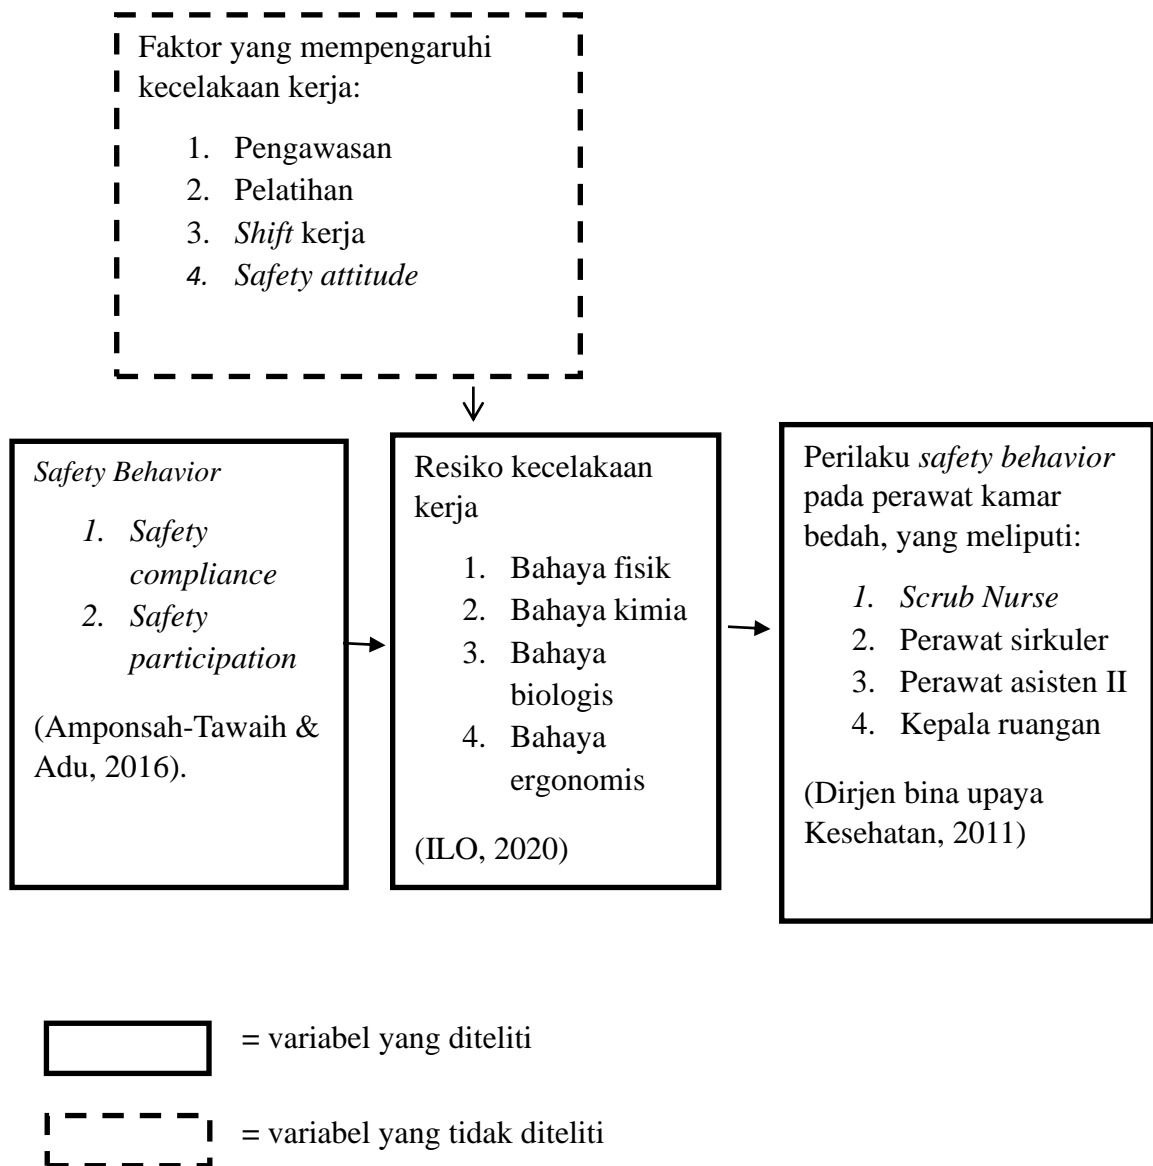 Faktor yang mempengaruhi
kecelakaan kerja:
1. Pengawasan
2. Pelatihan
3. Shift kerja
4. Safety attitude
Safety Behavior
1. Safety
compliance
2. Safety
participation
(Amponsah-Tawaih &
Adu, 2016).
Resiko kecelakaan
kerja
1. Bahaya fisik
2. Bahaya kimia
3. Bahaya
biologis
4. Bahaya
ergonomis
(ILO, 2020)
Perilaku safety behavior
pada perawat kamar
bedah, yang meliputi:
1. Scrub Nurse
2. Perawat sirkuler
3. Perawat asisten II
4. Kepala ruangan
(Dirjen bina upaya
Kesehatan, 2011)
= variabel yang diteliti
= variabel yang tidak diteliti